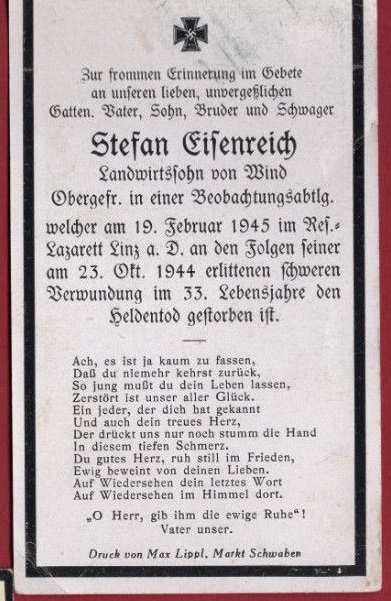 Zur frommen Erinnerung im Gebete
an unseren lieben, unvergeßlichen
Gatten. Vater, Sohn, Bruder und Schwager
Stefan Eisenreich
Landwirtssohn von Wind
Obergefr. in einer Beobachtungsabtlg.
welcher am 19. Februar 1945 im Res.-
Lazarett Linz a. D. an den Folgen seiner
am 23. Okt. 1944 erlittenen schweren
Verwundung im 33. Lebensjahre den
Heldentod gestorben ist.
Ach, es ist ja kaum zu fassen,
Daß du niemehr kehrst zurück,
So jung mußt du dein Leben lassen,
Zerstört ist unser aller Glück.
Ein jeder, der dich hat gekannt
Und auch dein treues Herz,
Der drückt uns nur noch stumm die Hand
In diesem tiefen Schmerz.
Du gutes Herz, ruh still im Frieden,
Ewig beweint von deinen Lieben.
Auf Wiedersehen dein letztes Wort
Auf Wiedersehen im Himmel dort.
„O Herr, gib ihm die ewige Ruhe“!
Vater unser.
Druck von Max Lippl, Markt Schwaben